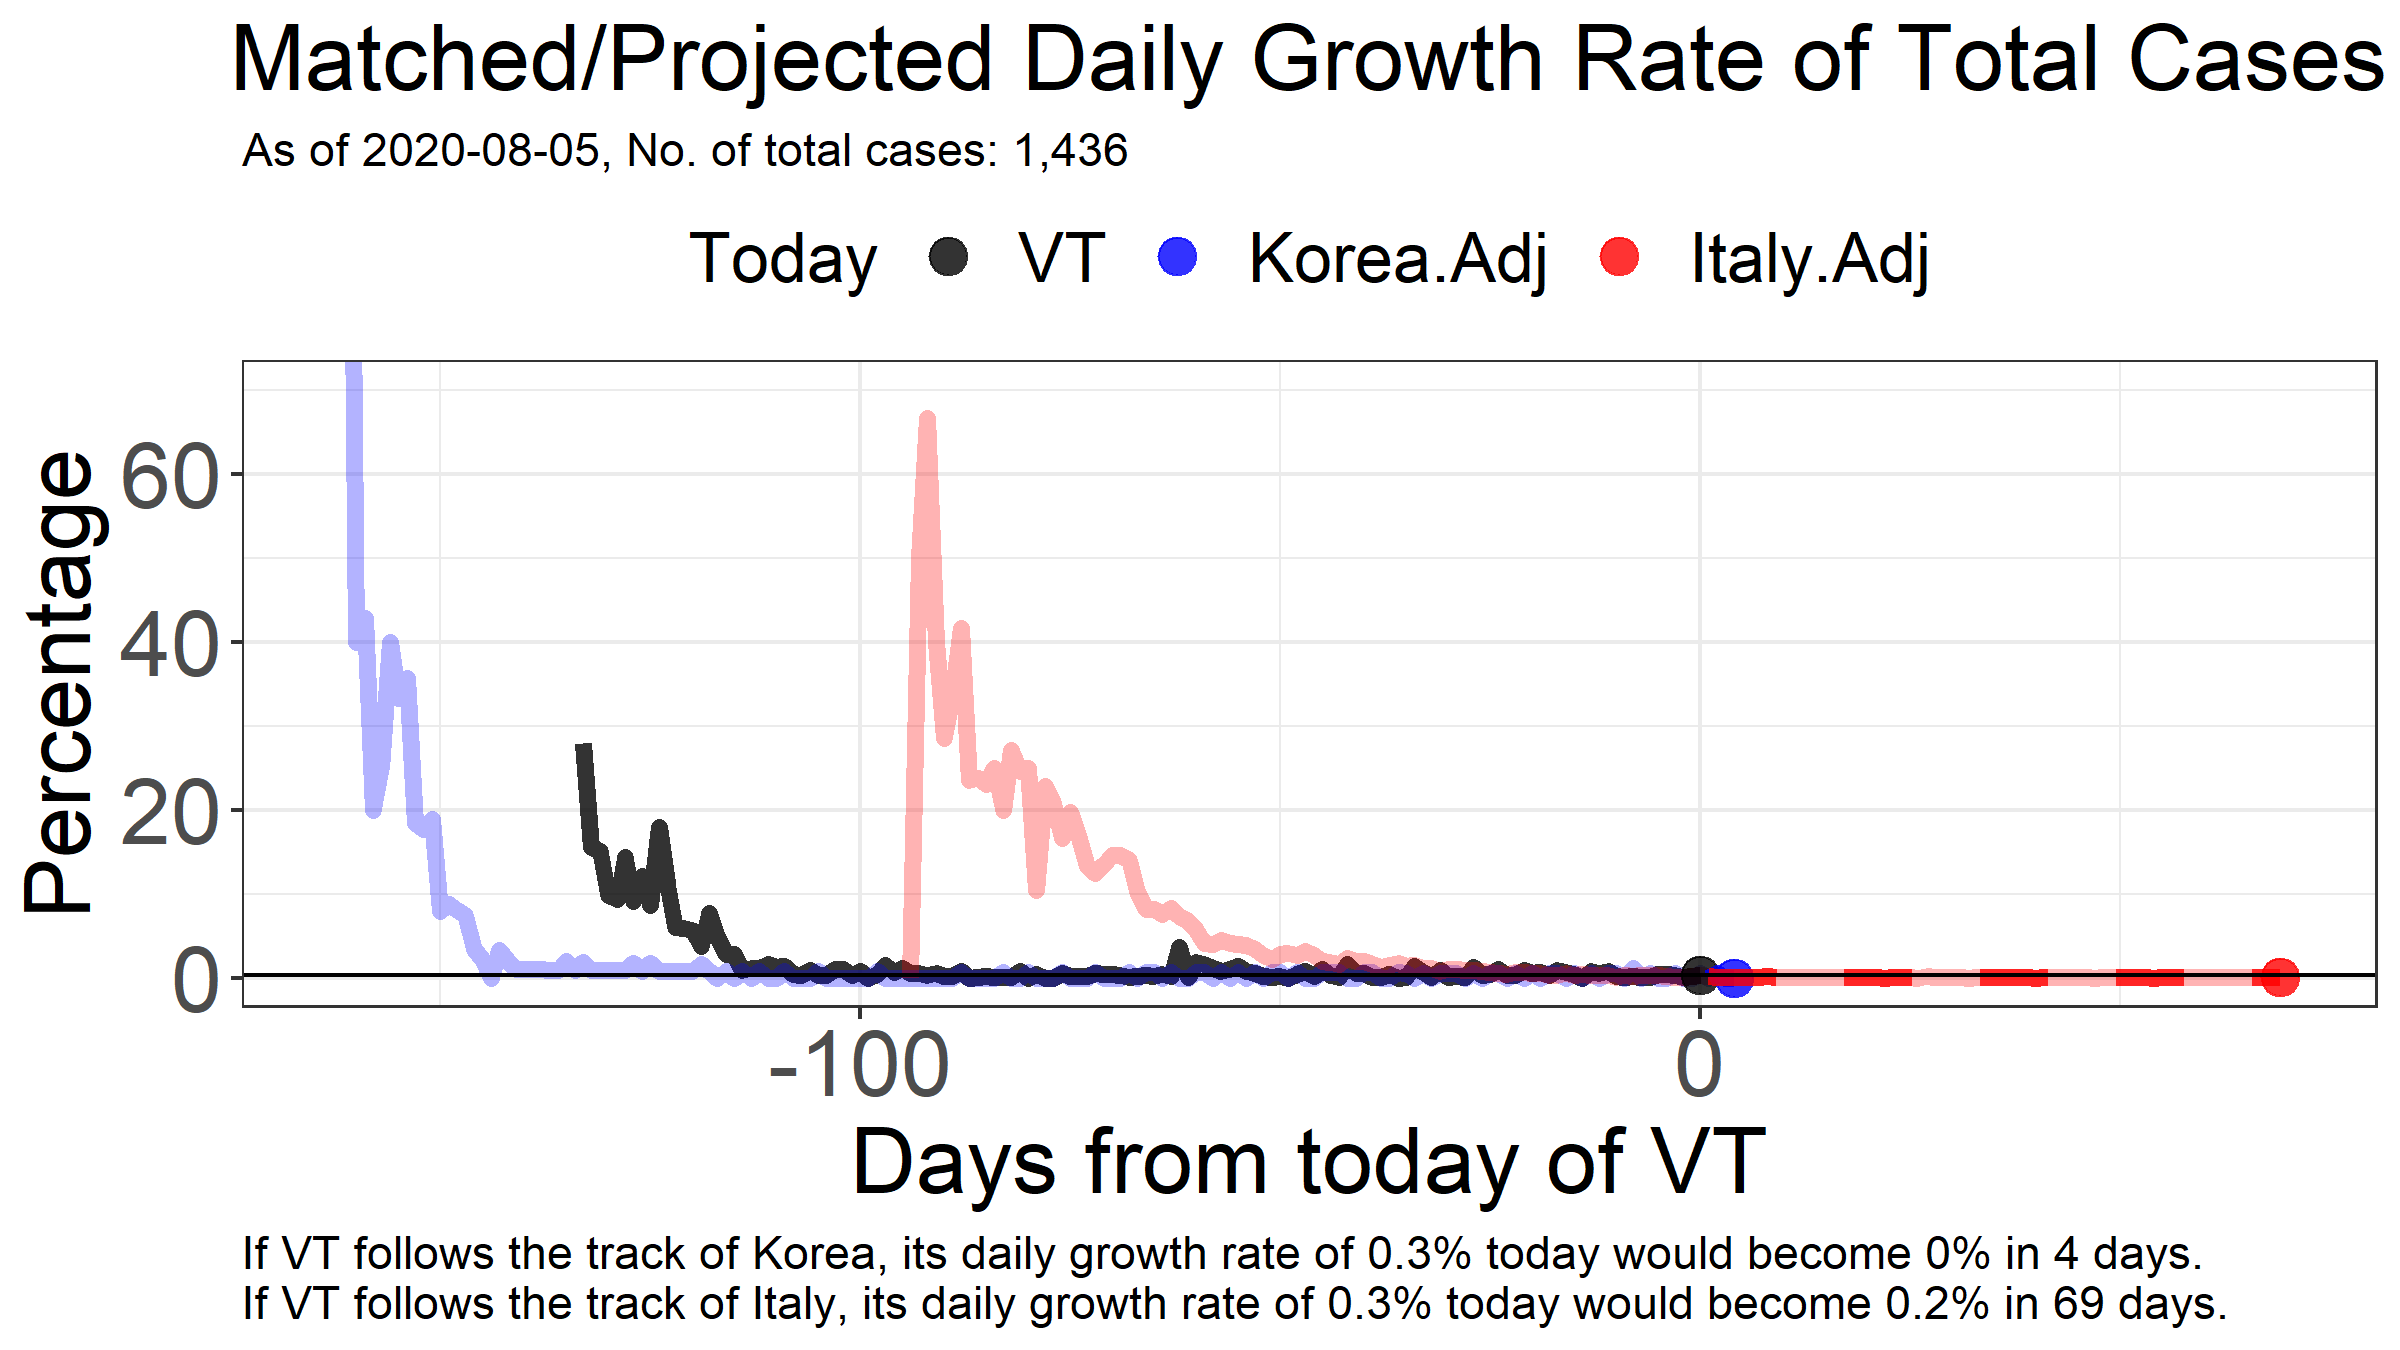 Matched/Projected Daily Growth Rate of Total Cases
As of 2020-08-05, No. of total cases: 1,436
Today VT Korea.Adj Italy.Adj
Percentage
60
40
20
0
-100 0
Days from today of VT
If VT follows the track of Korea, its daily growth rate of 0.3% today would become 0% in 4 days.
If VT follows the track of Italy, its daily growth rate of 0.3% today would become 0.2% in 69 days.